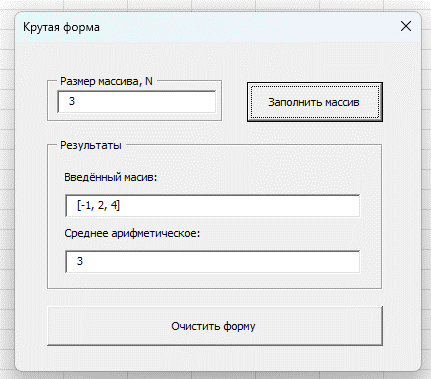 Крутая форма
Размер массива, N
3
Заполнить массив
Результаты
Введённый масив:
[-1, 2, 4]
Среднее арифметическое:
3
Очистить форму